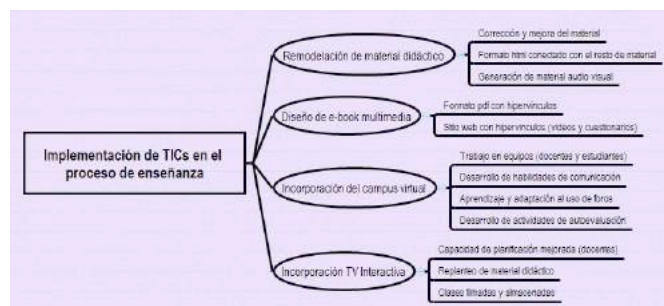 Implementación de TICs en el
proceso de enseñanza
Remodelación de material didáctico
Corrección y mejora del material
Formato html conectado con el resto de material
Generación de material audio visual
Diseño de e-book multimedia
Formato pdf con hipervínculos
Sitio web con hipervínculos (videos y cuestionarios)
Incorporación del campus virtual
Trabajo en equipos (docentes y estudiantes)
Desarrollo de habilidades de comunicación
Aprendizaje y adaptación al uso de foros
Desarrollo de actividades de autoevaluación
Incorporación TV Interactiva
Capacidad de planificación mejorada (docentes)
Replanteo de material didáctico
Clases filmadas y almacenadas